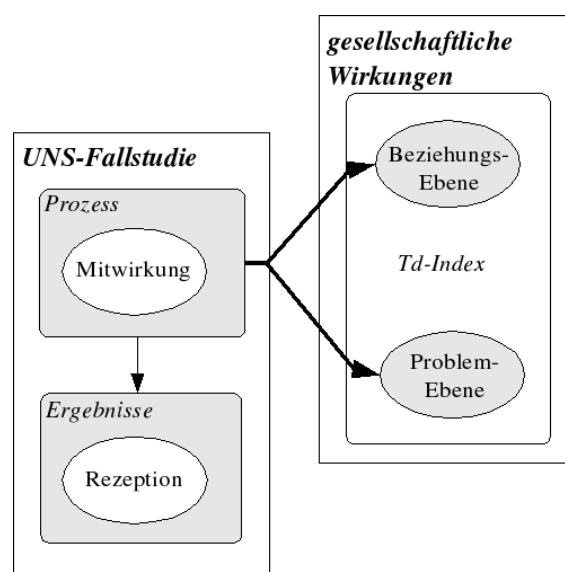 gesellschaftliche
Wirkungen
Beziehungs-
Ebene
Td-Index
Problem-
Ebene
UNS-Fallstudie
Prozess
Mitwirkung
Ergebnisse
Rezeption